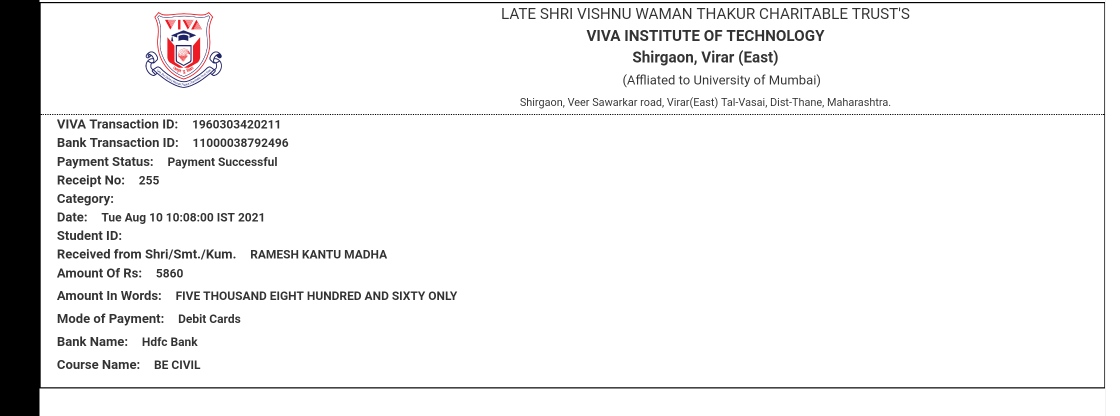 VIVA
LATE SHRI VISHNU WAMAN THAKUR CHARITABLE TRUST'S
VIVA INSTITUTE OF TECHNOLOGY
Shirgaon, Virar (East)
(Affliated to University of Mumbai)
Shirgaon, Veer Sawarkar road, Virar(East) Tal-Vasai, Dist-Thane, Maharashtra.
VIVA Transaction ID: 1960303420211
Bank Transaction ID: 11000038792496
Payment Status: Payment Successful
Receipt No: 255
Category:
Date: Tue Aug 10 10:08:00 IST 2021
Student ID:
Received from Shri/Smt./Kum. RAMESH KANTU MADHA
Amount Of Rs: 5860
Amount In Words: FIVE THOUSAND EIGHT HUNDRED AND SIXTY ONLY
Mode of Payment: Debit Cards
Bank Name: Hdfc Bank
Course Name: BE CIVIL